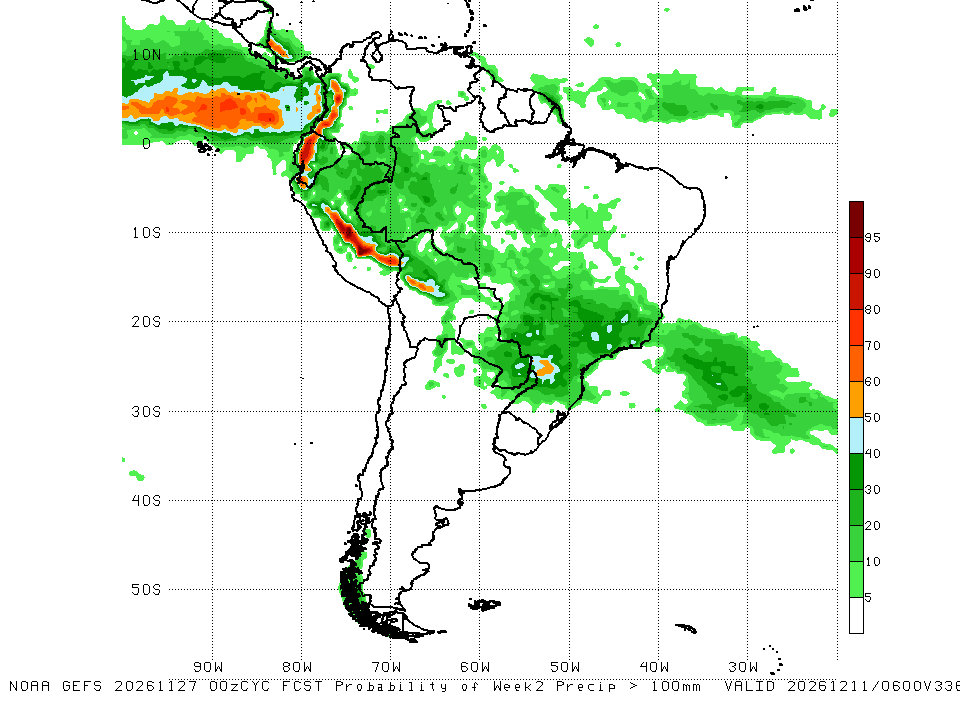 10N
0
10S
20S
30S
40S
50S
90W 80W 70W 60W 50W 40W 30W
95
90
80
70
60
50
40
30
20
10
5
NOAA GEFS 20261127 00zCYC FCST Probability of Week2 Precip > 100mm VALID 20261211/0600V336